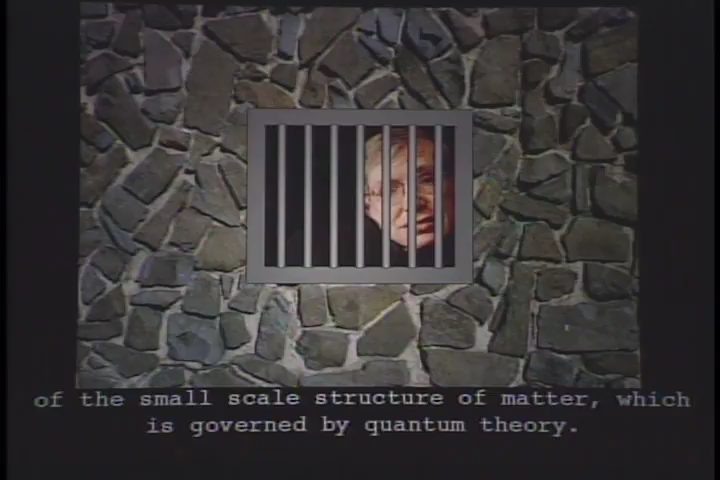 of the small scale structure of matter, which
is governed by quantum theory.